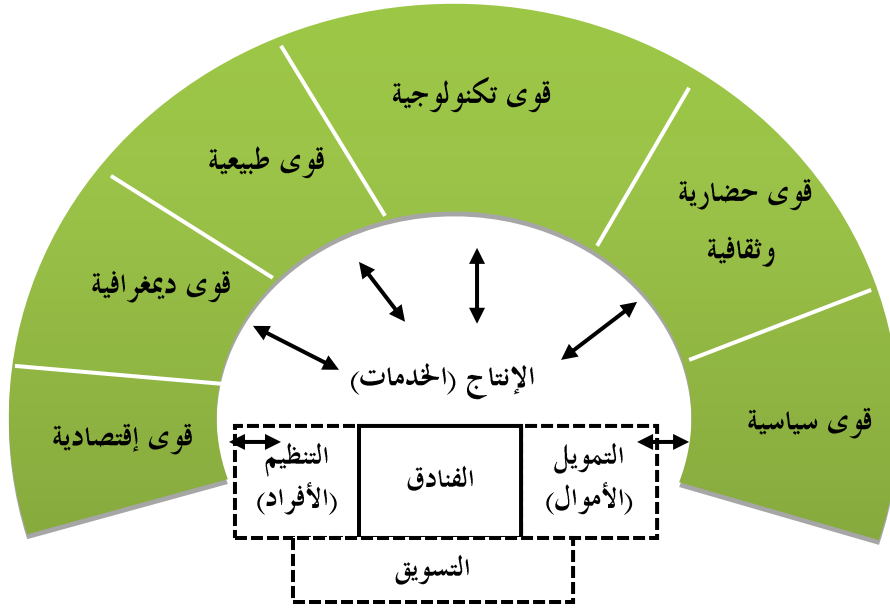 قوى تكنولوجية
قوى طبيعية
قوى حضارية
وثقافية
قوى ديمغرافية
الإنتاج (الخدمات)
قوى سياسية
قوى إقتصادية
التمويل
(الأموال)
الفنادق
التنظيم
(الأفراد)
التسويق